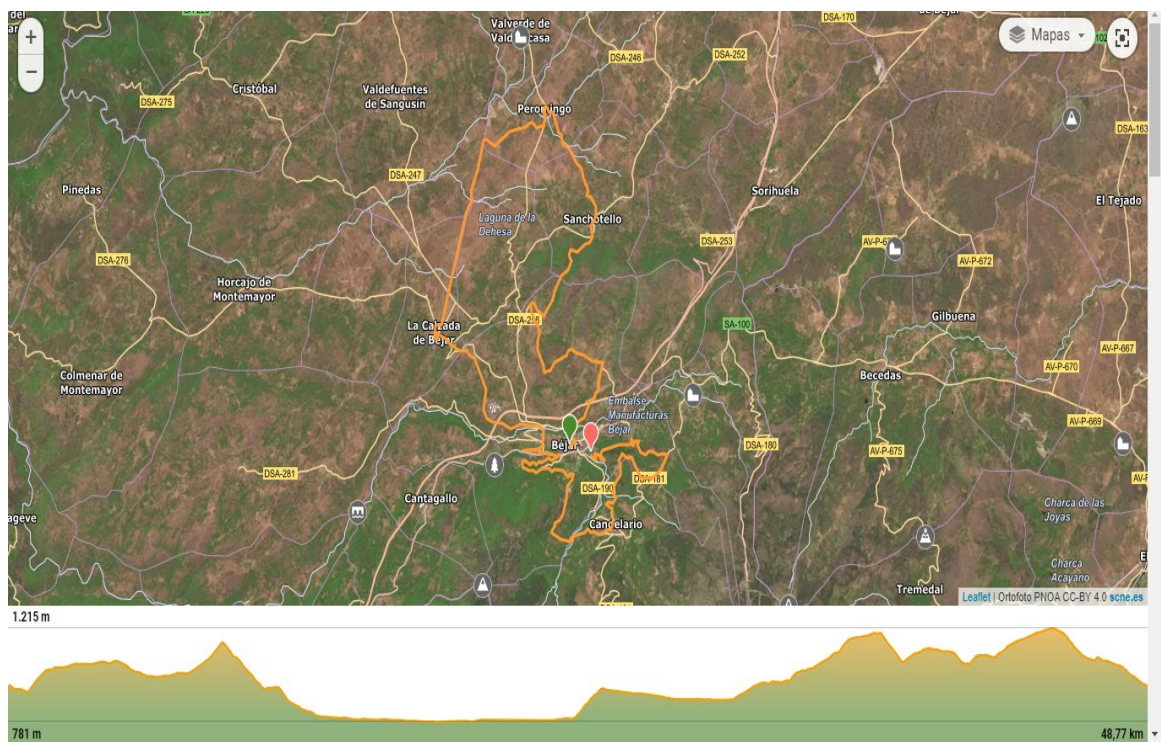 DSA-170
Valverde de
Mapas
DSA-246
DSA-252
+
−
Cristóbal
Valdefuentes
de Sangusín
DSA-275
Peromingo
DSA-163
DSA-247
Pinedas
Sorihuela
El Tejado
Laguna de la
Dehesa
Sanchotello
DSA-253
DSA-276
AV-P-672
Horcajo de
Montemayor
Gilbuena
DSA-256
SA-100
La Calzada
de Béjar
AV-P-667
AV-P-670
Colmenar de
Montemayor
Becedas
Embalse
Manufacturas
Béjar
AV-P-669
Béjar
DSA-180
AV-P-675
DSA-281
DSA-181
DSA-190
Cantagallo
Candelario
Charca de las
Joyas
Charca
Acayano
Tremedal
Leaflet | Ortofoto PNOA CC-BY 4.0 scne.es
1.215 m
781 m
48,77 km